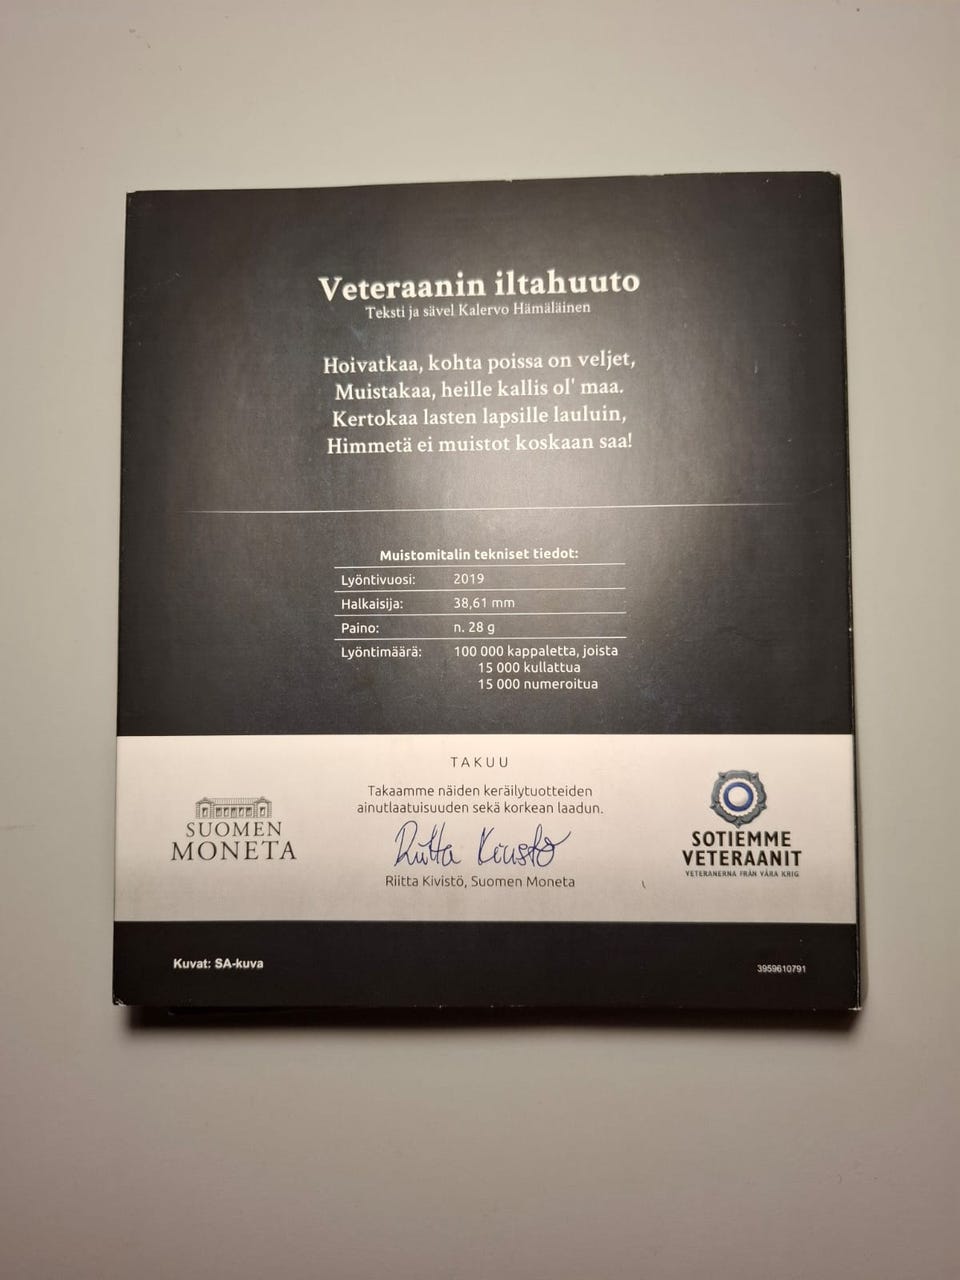 Veteraanin iltahuuto
Teksti ja sävel Kalervo Hämäläinen
Hoivatkaa, kohta poissa on veljet,
Muistakaa, heille kallis ol' maa.
Kertokaa lasten lapsille lauluin,
Himmetä ei muistot koskaan saa!
Muistomitalin tekniset tiedot:
Lyöntivuosi: 2019
Halkaisija: 38,61 mm
Paino: n. 28 g
Lyöntimäärä: 100 000 kappaletta, joista
15 000 kullattua
15 000 numeroitua
TAKUU
Takaamme näiden keräilytuotteiden
ainutlaatuisuuden sekä korkean laadun.
Riitta Kivistö
Riitta Kivistö, Suomen Moneta
SUOMEN
MONETA
SOTIEMME
VETERAANIT
VETERANERNA FRÅN VÅRA KRIG
Kuvat: SA-kuva
3959610791